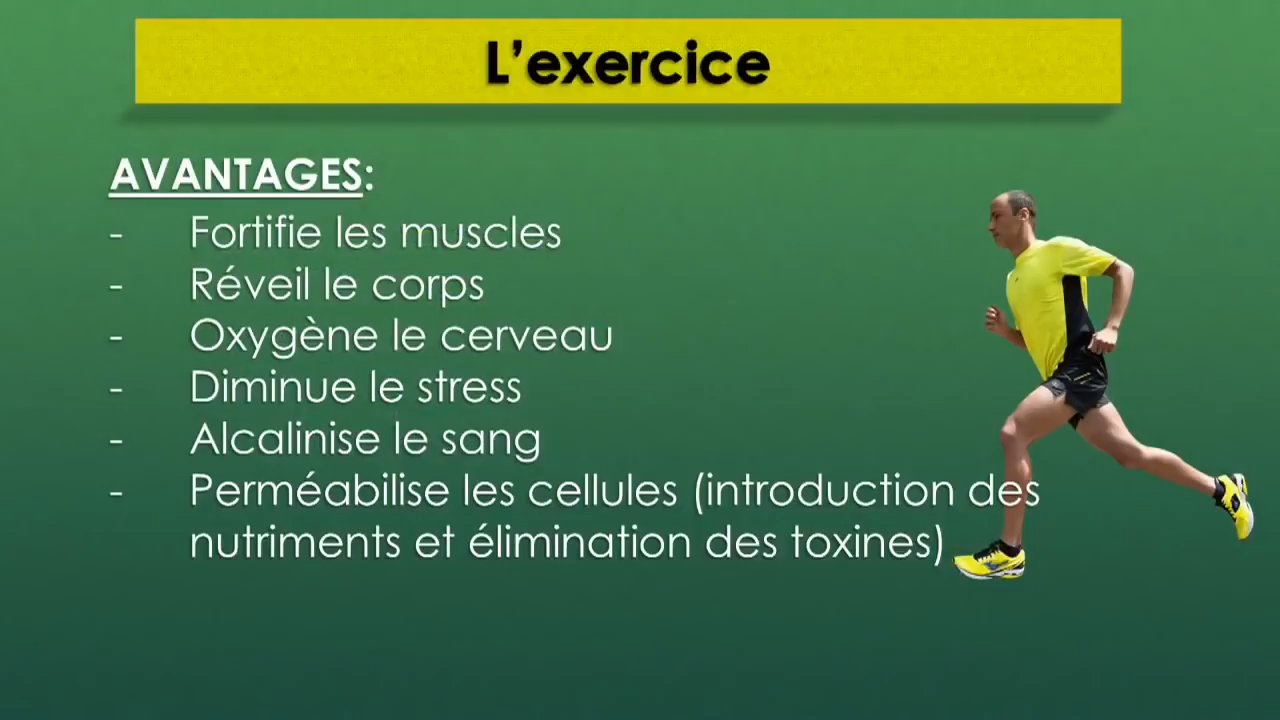 L'exercice
AVANTAGES:
- Fortifie les muscles
- Réveil le corps
- Oxygène le cerveau
- Diminue le stress
- Alcalinise le sang
- Perméabilise les cellules (introduction des
nutriments et élimination des toxines)